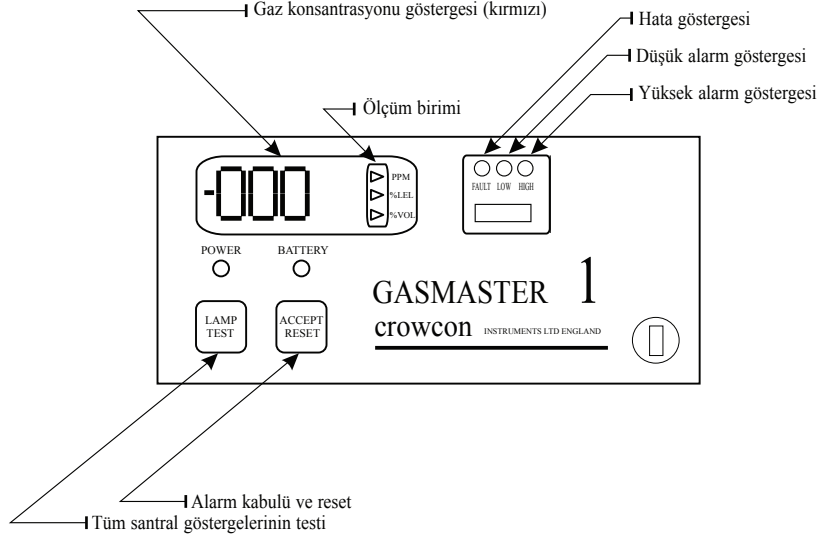 Gaz konsantrasyonu göstergesi (kırmızı)
Hata göstergesi
Düşük alarm göstergesi
Yüksek alarm göstergesi
Ölçüm birimi
-000
PPM
%LEL
%VOL
FAULT LOW HIGH
POWER BATTERY
GASMASTER 1
LAMP TEST
ACCEPT RESET
crowcon INSTRUMENTS LTD ENGLAND
Alarm kabulü ve reset
Tüm santral göstergelerinin testi